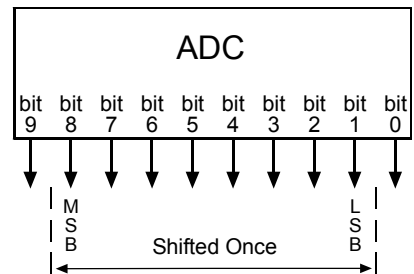 ADC
bit bit bit bit bit bit bit bit bit bit
9 8 7 6 5 4 3 2 1 0
MSB LSB
Shifted Once